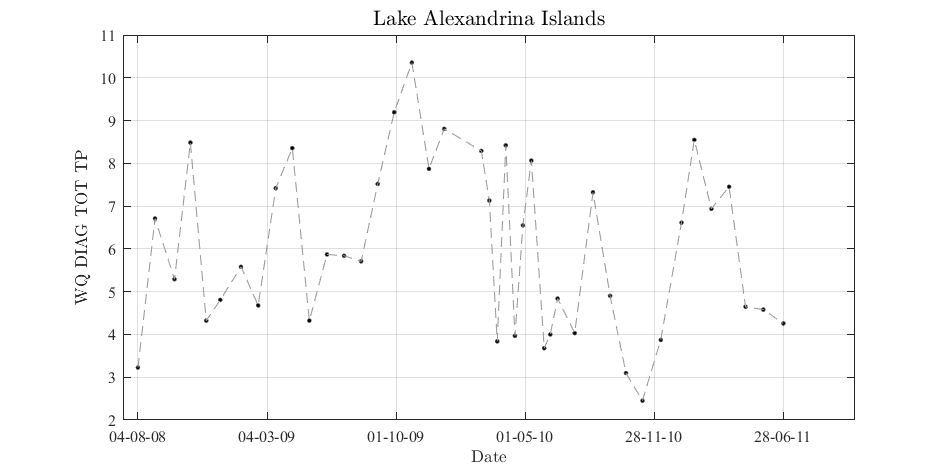 Lake Alexandrina Islands
11
10
9
8
7
6
5
4
3
2
WQ DIAG TOT TP
04-08-08 04-03-09 01-10-09 01-05-10 28-11-10 28-06-11
Date